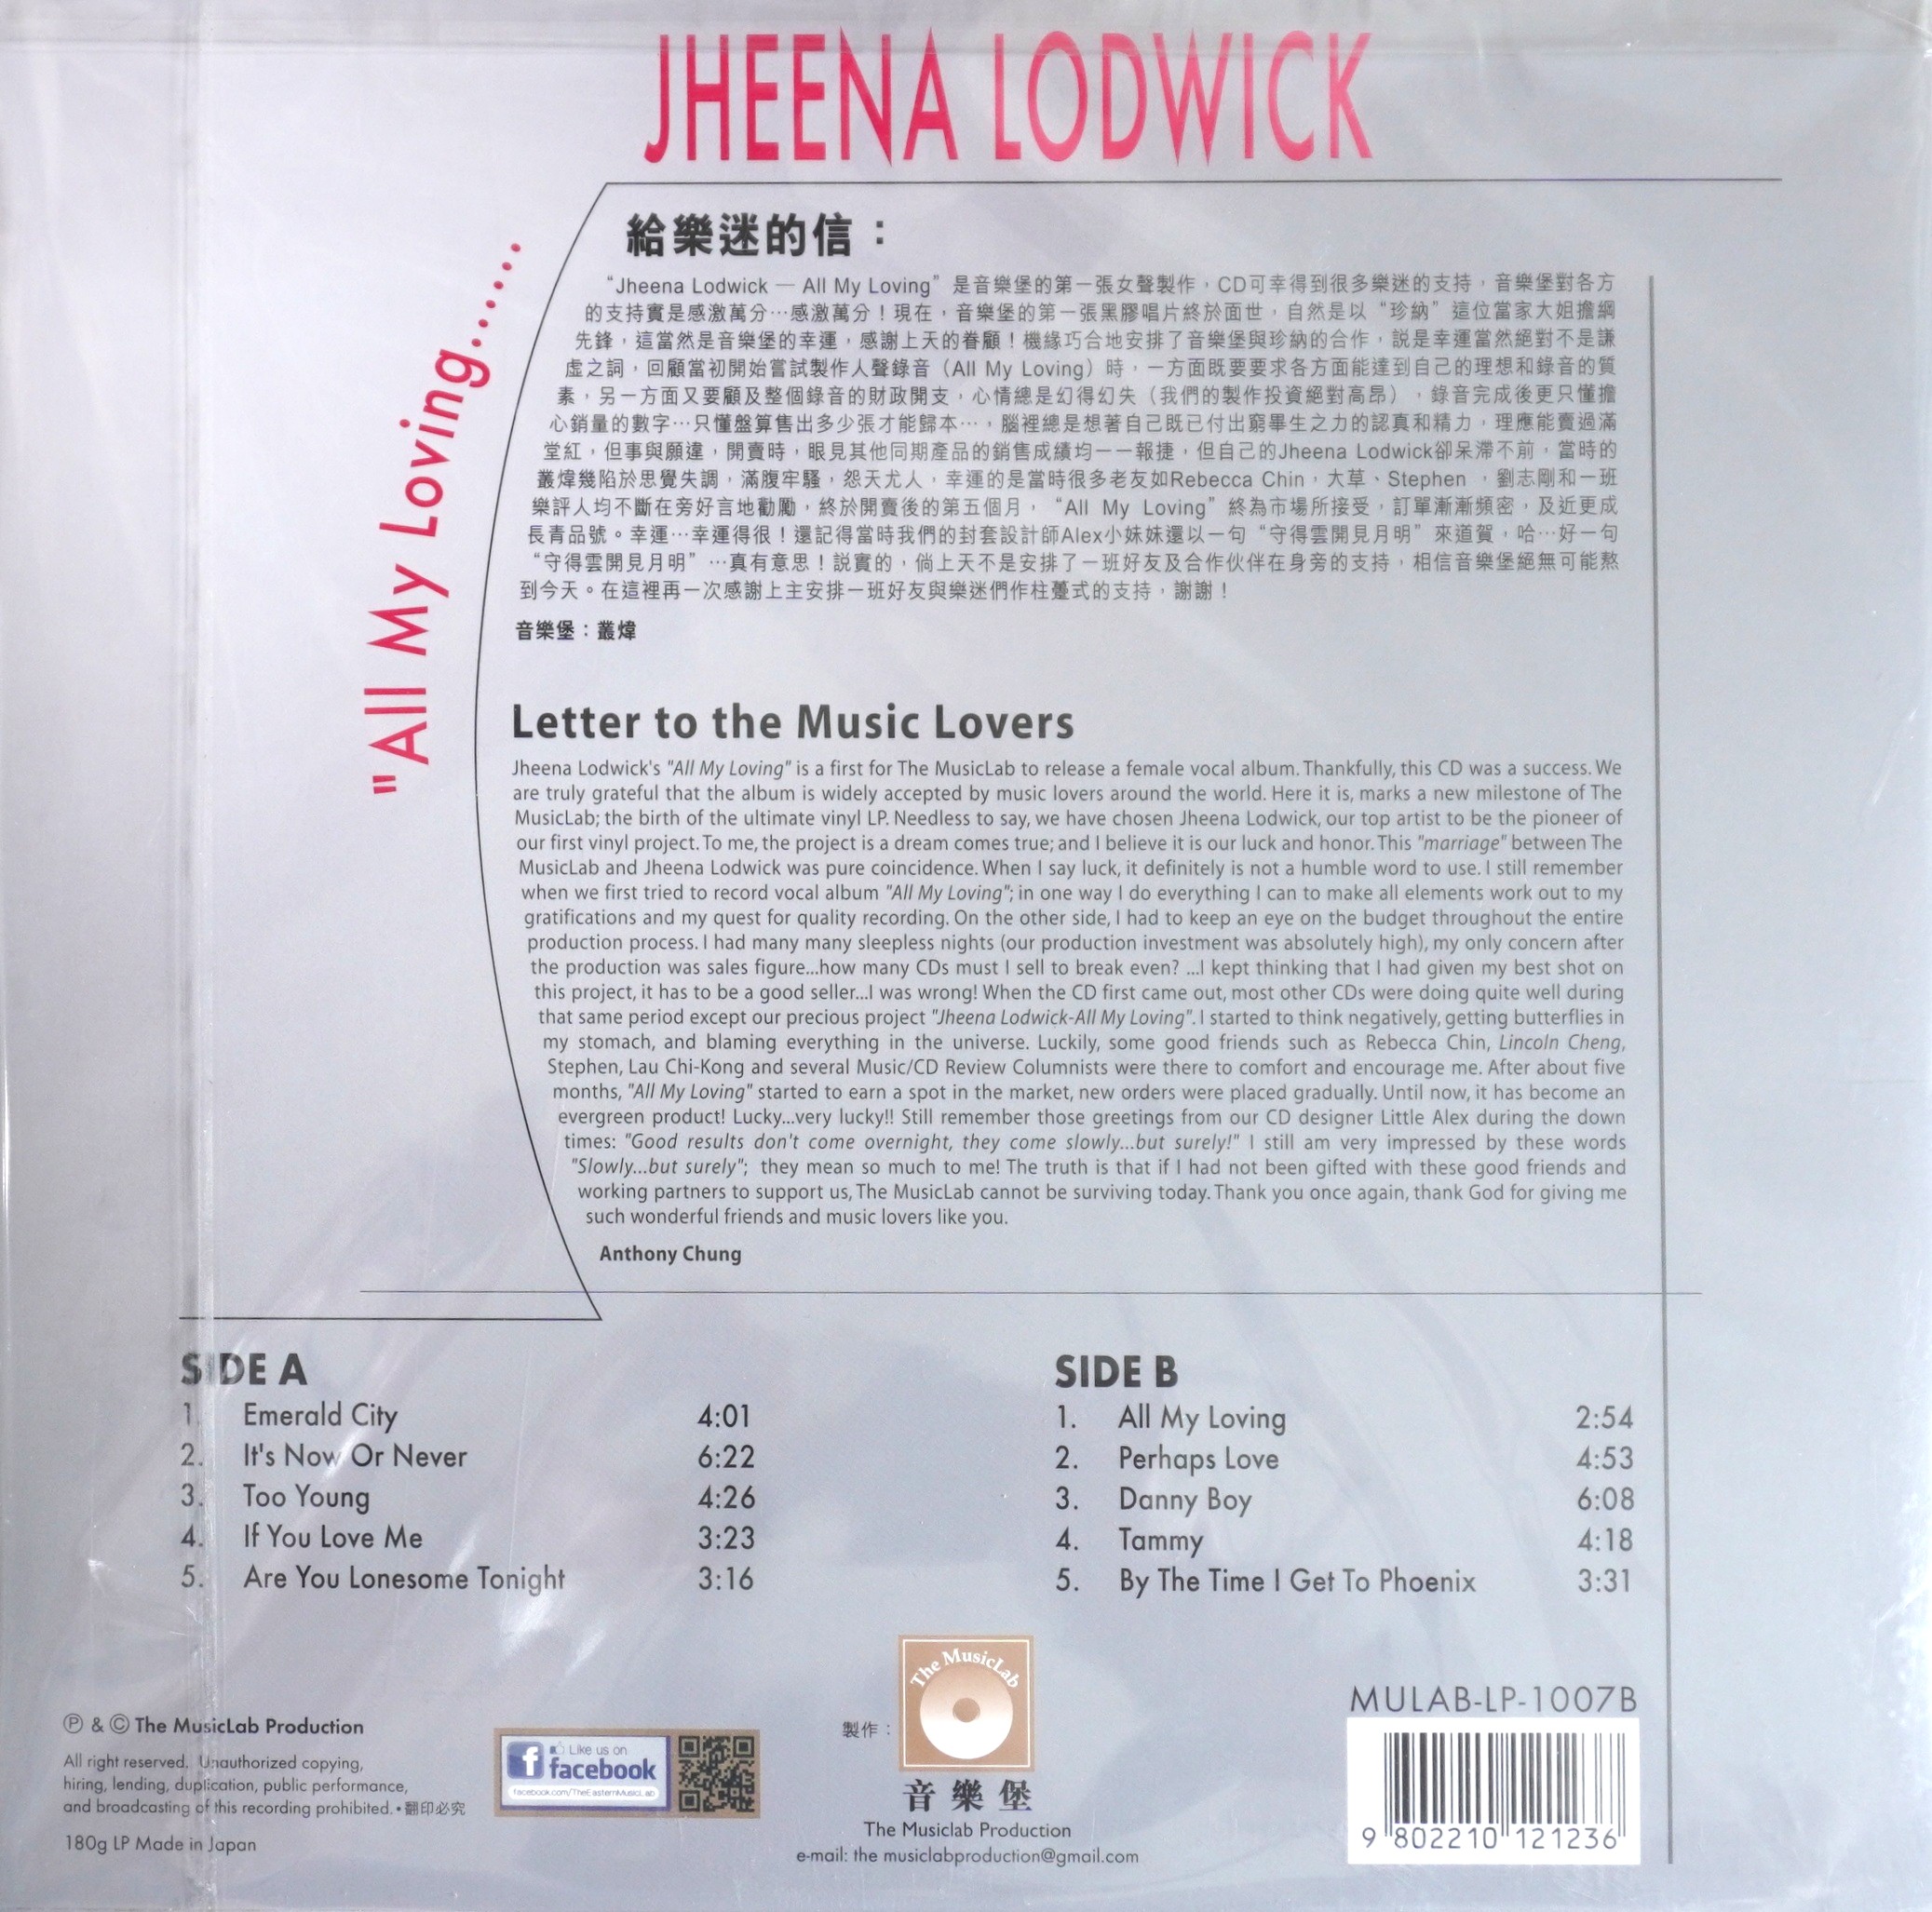 JHEENA LODWICK
"All My Loving......
給樂迷的信：
“Jheena Lodwick — All My Loving” 是音樂堡的第一張女聲製作，CD可幸得到很多樂迷的支持，音樂堡對各方
的支持實是感激萬分⋯感激萬分！現在，音樂堡的第一張黑膠唱片終於面世，自然是以“珍納”這位當家大姐擔綱
先鋒，這當然是音樂堡的幸運，感謝上天的眷顧！機緣巧合地安排了音樂堡與珍納的合作，說是幸運當然絕對不是謙
虛之詞，回顧當初開始嘗試製作人聲錄音（All My Loving）時，一方面既要要求各方面能達到自己的理想和錄音的質
素，另一方面又要顧及整個錄音的財政開支，心情總是幻得幻失（我們的製作投資絕對高昂），錄音完成後更只懂擔
心銷量的數字⋯只懂盤算售出多少張才能歸本⋯，腦裡總是想著自己既已付出窮畢生之力的認真和精力，理應能賣過滿
堂紅，但事與願違，開賣時，眼見其他同期產品的銷售成績均一一報捷，但自己的Jheena Lodwick卻呆滯不前，當時的
叢煒幾陷於思覺失調，滿腹牢騷，怨天尤人，幸運的是當時很多老友如Rebecca Chin，大草、Stephen，劉志剛和一班
樂評人均不斷在旁好言地勸勵，終於開賣後的第五個月，“All My Loving”終為市場所接受，訂單漸漸頻密，及近更成
長青品號。幸運⋯幸運得很！還記得當時我們的封套設計師Alex小妹妹還以一句“守得雲開見月明”來道賀，哈⋯好一句
“守得雲開見月明”⋯真有意思！說實的，倘上天不是安排了一班好友及合作伙伴在身旁的支持，相信音樂堡絕無可能熬
到今天。在這裡再一次感謝上主安排一班好友與樂迷們作柱躉式的支持，謝謝！
音樂堡：叢煒
Letter to the Music Lovers
Jheena Lodwick's "All My Loving" is a first for The MusicLab to release a female vocal album. Thankfully, this CD was a success. We
are truly grateful that the album is widely accepted by music lovers around the world. Here it is, marks a new milestone of The
MusicLab; the birth of the ultimate vinyl LP. Needless to say, we have chosen Jheena Lodwick, our top artist to be the pioneer of
our first vinyl project. To me, the project is a dream comes true; and I believe it is our luck and honor. This "marriage" between The
MusicLab and Jheena Lodwick was pure coincidence. When I say luck, it definitely is not a humble word to use. I still remember
when we first tried to record vocal album "All My Loving"; in one way I do everything I can to make all elements work out to my
gratifications and my quest for quality recording. On the other side, I had to keep an eye on the budget throughout the entire
production process. I had many many sleepless nights (our production investment was absolutely high), my only concern after
the production was sales figure...how many CDs must I sell to break even? ...I kept thinking that I had given my best shot on
this project, it has to be a good seller...I was wrong! When the CD first came out, most other CDs were doing quite well during
that same period except our precious project "Jheena Lodwick-All My Loving". I started to think negatively, getting butterflies in
my stomach, and blaming everything in the universe. Luckily, some good friends such as Rebecca Chin, Lincoln Cheng,
Stephen, Lau Chi-Kong and several Music/CD Review Columnists were there to comfort and encourage me. After about five
months, "All My Loving" started to earn a spot in the market, new orders were placed gradually. Until now, it has become an
evergreen product! Lucky...very lucky!! Still remember those greetings from our CD designer Little Alex during the down
times: "Good results don't come overnight, they come slowly...but surely!" I still am very impressed by these words
"Slowly...but surely"; they mean so much to me! The truth is that if I had not been gifted with these good friends and
working partners to support us, The MusicLab cannot be surviving today. Thank you once again, thank God for giving me
such wonderful friends and music lovers like you.
Anthony Chung
SIDE A
1. Emerald City 4:01
2. It's Now Or Never 6:22
3. Too Young 4:26
4. If You Love Me 3:23
5. Are You Lonesome Tonight 3:16
SIDE B
1. All My Loving 2:54
2. Perhaps Love 4:53
3. Danny Boy 6:08
4. Tammy 4:18
5. By The Time I Get To Phoenix 3:31
℗ & © The MusicLab Production
All right reserved. Unauthorized copying,
hiring, lending, duplication, public performance,
and broadcasting of this recording prohibited. • 翻印必究
180g LP Made in Japan
Like us on
facebook
facebook.com/TheEasternMusicLab
製作：
The MusicLab
音樂堡
The Musiclab Production
e-mail: the musiclabproduction@gmail.com
MULAB-LP-1007B
9 802210 121236